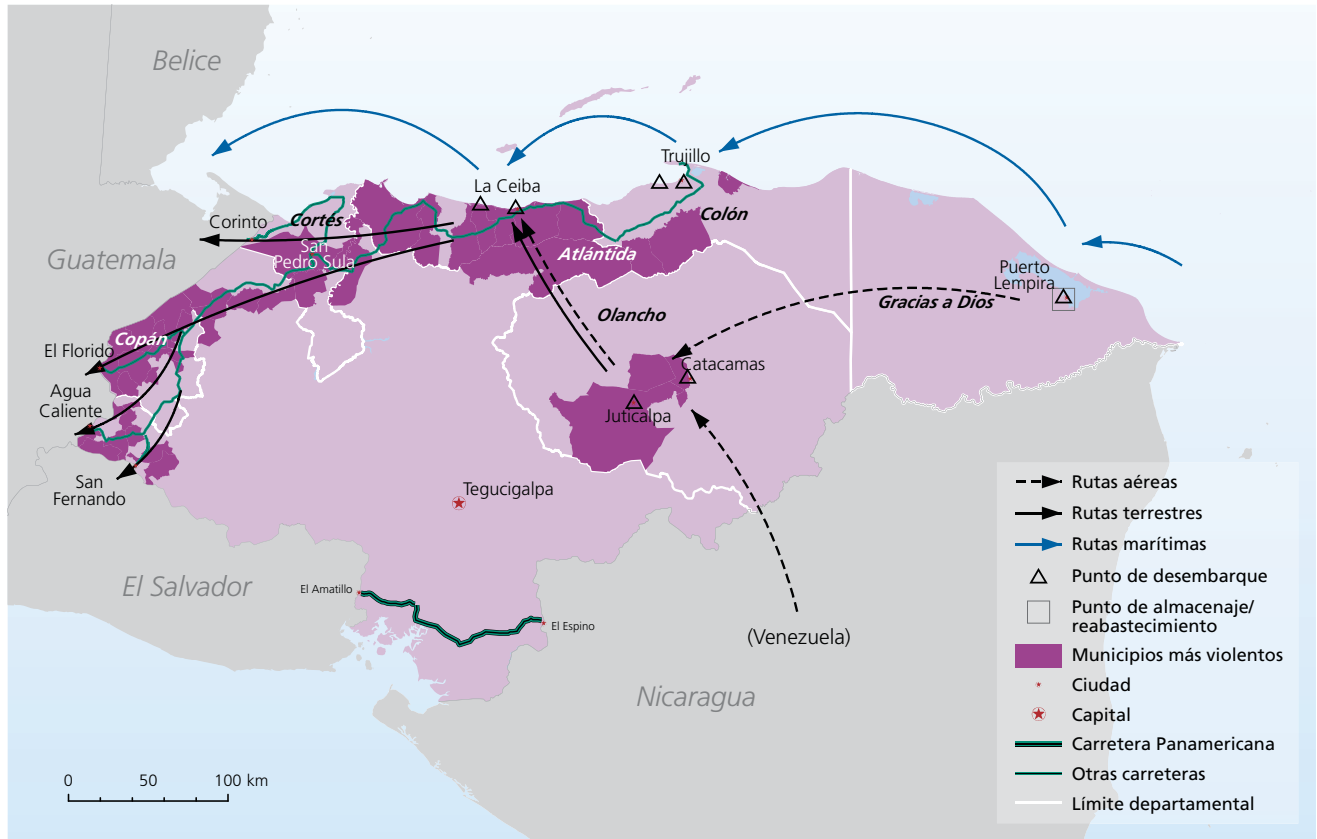 Belice
Trujillo
La Ceiba
Corinto
Cortés
Colón
San
Pedro Sula
Guatemala
Atlántida
Puerto
Lempira
Gracias a Dios
Olancho
Copán
El Florido
Catacamas
Agua
Caliente
Juticalpa
San
Fernando
Tegucigalpa
El Salvador
El Amatillo
El Espino
(Venezuela)
Nicaragua
0 50 100 km
Rutas aéreas
Rutas terrestres
Rutas marítimas
Punto de desembarque
Punto de almacenaje/
reabastecimiento
Municipios más violentos
Ciudad
Capital
Carretera Panamericana
Otras carreteras
Límite departamental